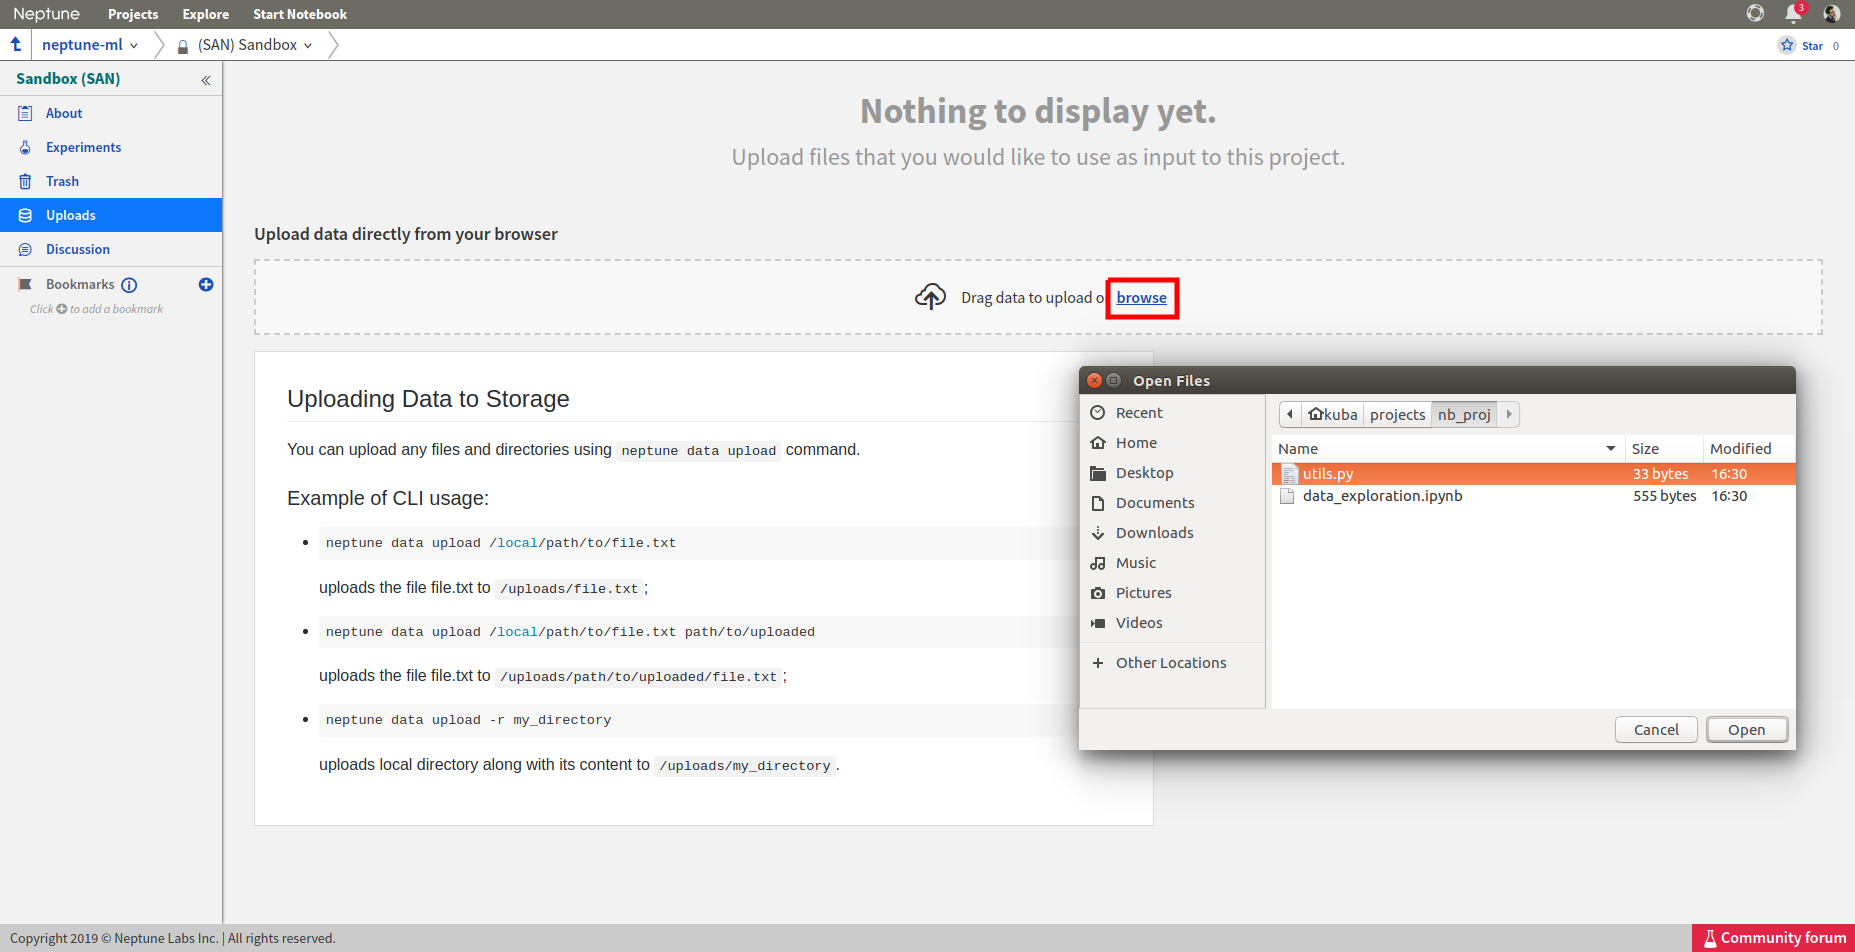 Neptune Projects Explore Start Notebook 3
neptune-ml (SAN) Sandbox Star 0
Sandbox (SAN) «
About
Experiments
Trash
Uploads
Discussion
Bookmarks i
Click to add a bookmark
Nothing to display yet.
Upload files that you would like to use as input to this project.
Upload data directly from your browser
Drag data to upload o browse
Uploading Data to Storage
You can upload any files and directories using neptune data upload command.
Example of CLI usage:
• neptune data upload /local/path/to/file.txt
uploads the file file.txt to /uploads/file.txt ;
• neptune data upload /local/path/to/file.txt path/to/uploaded
uploads the file file.txt to /uploads/path/to/uploaded/file.txt ;
• neptune data upload -r my_directory
uploads local directory along with its content to /uploads/my_directory .
Open Files
Recent
Home
Desktop
Documents
Downloads
Music
Pictures
Videos
+ Other Locations
kuba projects nb_proj
Name Size Modified
utils.py 33 bytes 16:30
data_exploration.ipynb 555 bytes 16:30
Cancel Open
Copyright 2019 © Neptune Labs Inc. | All rights reserved.
Community forum